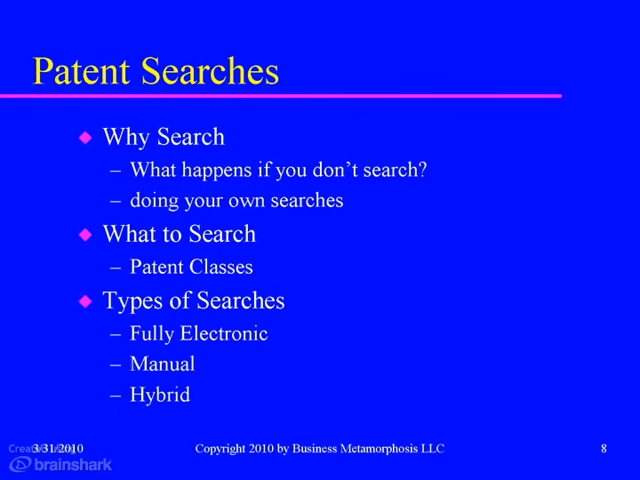 Patent Searches
Why Search
– What happens if you don't search?
– doing your own searches
What to Search
– Patent Classes
Types of Searches
– Fully Electronic
– Manual
– Hybrid
3/31/2010
Copyright 2010 by Business Metamorphosis LLC
8
brainshark